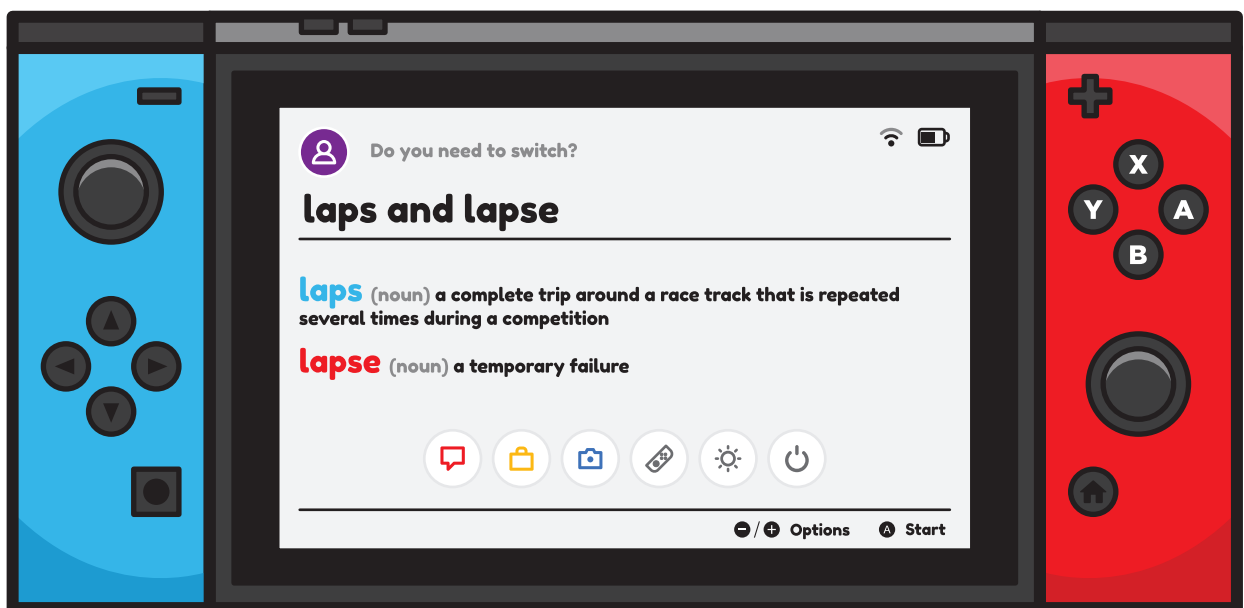 Do you need to switch?
laps and lapse
X
Y
A
B
laps (noun) a complete trip around a race track that is repeated
several times during a competition
lapse (noun) a temporary failure
-/+ Options A Start